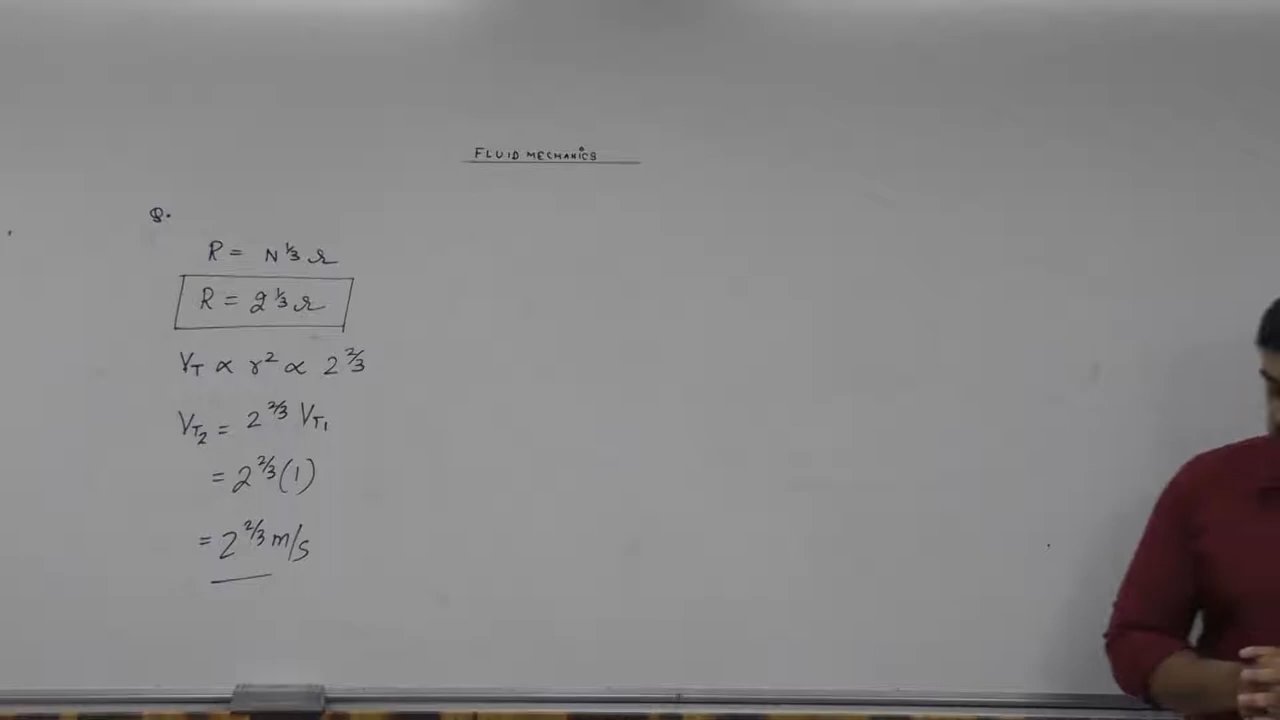 FLUID MECHANICS
Q.
R = N^1/3 r
R = 2^1/3 r
V_T ∝ r² ∝ 2^2/3
V_T2 = 2^2/3 V_T1
= 2^2/3 (1)
= 2^2/3 m/s